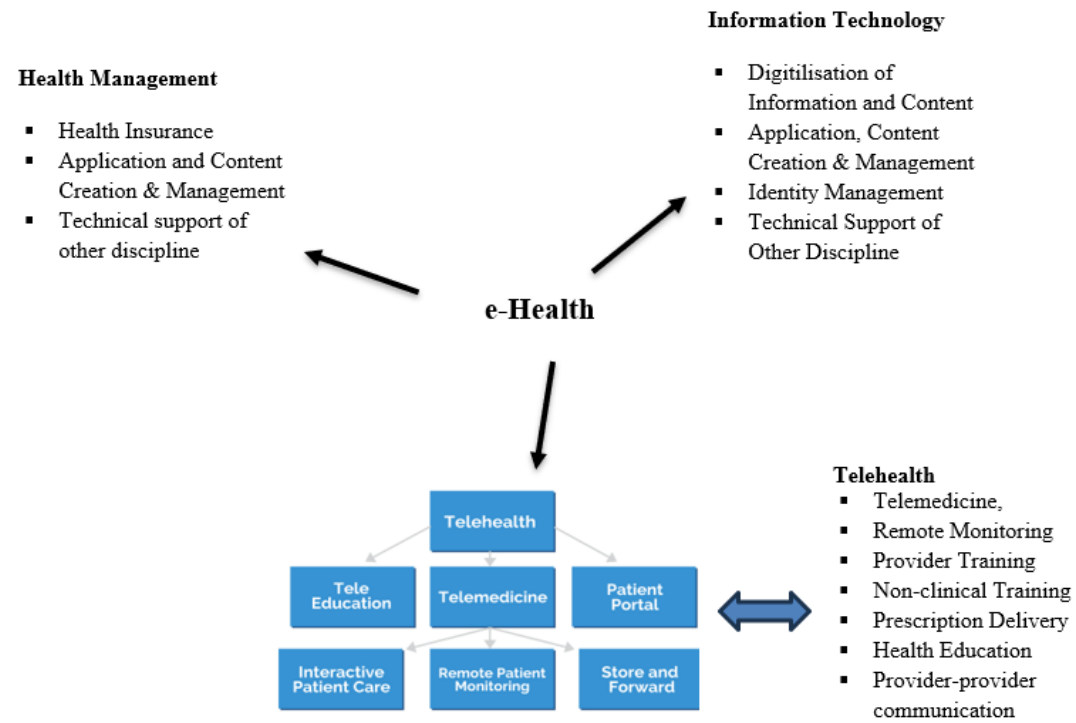 Information Technology
▪ Digitilisation of
Information and Content
▪ Application, Content
Creation & Management
▪ Identity Management
▪ Technical Support of
Other Discipline
Health Management
▪ Health Insurance
▪ Application and Content
Creation & Management
▪ Technical support of
other discipline
e-Health
Telehealth
Tele
Education
Telemedicine
Patient
Portal
Interactive
Patient Care
Remote Patient
Monitoring
Store and
Forward
Telehealth
▪ Telemedicine,
▪ Remote Monitoring
▪ Provider Training
▪ Non-clinical Training
▪ Prescription Delivery
▪ Health Education
▪ Provider-provider
communication